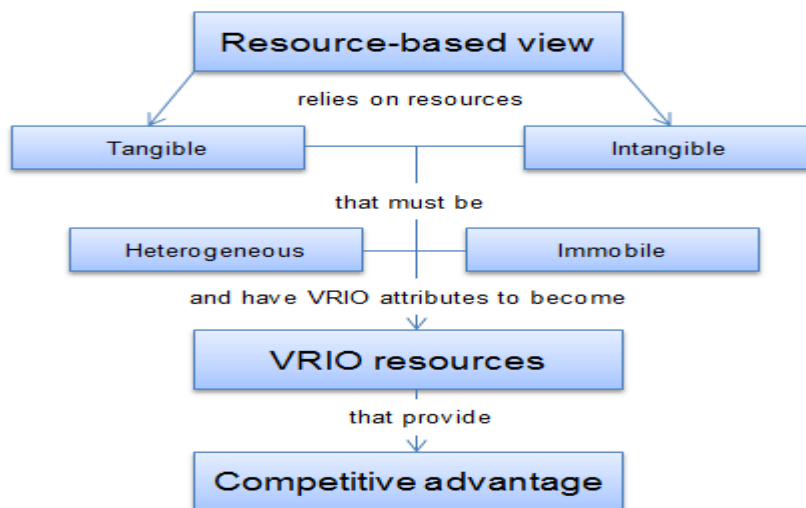 Resource-based view
relies on resources
Tangible
Intangible
that must be
Heterogeneous
Immobile
and have VRIO attributes to become
VRIO resources
that provide
Competitive advantage